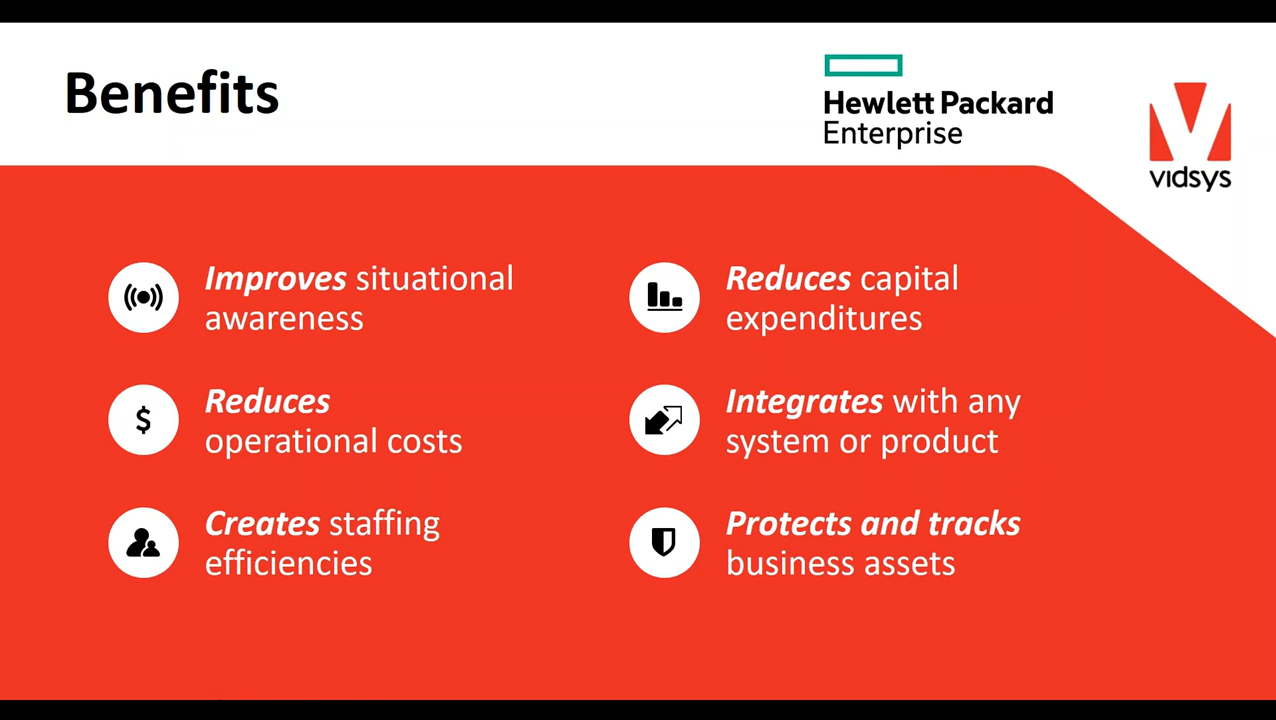 Benefits
Hewlett Packard
Enterprise
vidsys
Improves situational
awareness
Reduces
operational costs
Creates staffing
efficiencies
Reduces capital
expenditures
Integrates with any
system or product
Protects and tracks
business assets